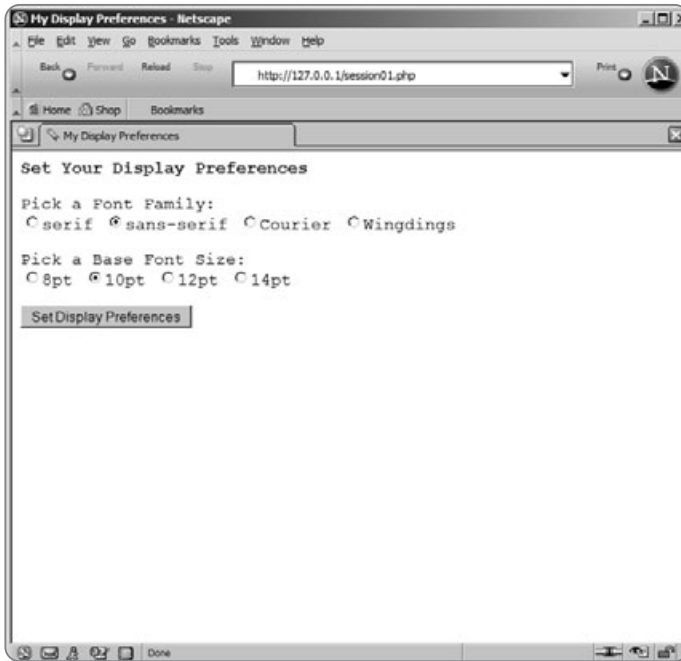 My Display Preferences - Netscape
File Edit View Go Bookmarks Tools Window Help
Back Forward Reload Stop http://127.0.0.1/session01.php Print N
Home Shop Bookmarks
My Display Preferences
Set Your Display Preferences
Pick a Font Family:
serif sans-serif Courier Wingdings
Pick a Base Font Size:
8pt 10pt 12pt 14pt
Set Display Preferences
Done